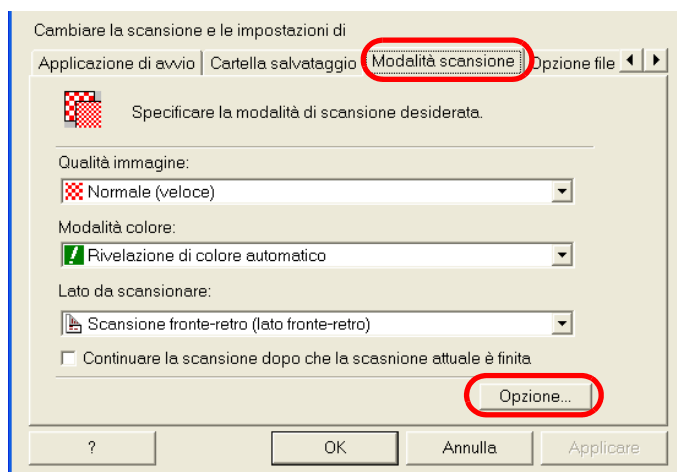 Cambiare la scansione e le impostazioni di
Applicazione di avvio Cartella salvataggio Modalità scansione Opzione file
Specificare la modalità di scansione desiderata.
Qualità immagine:
Normale (veloce)
Modalità colore:
Rivelazione di colore automatico
Lato da scansionare:
Scansione fronte-retro (lato fronte-retro)
Continuare la scansione dopo che la scasnione attuale è finita
Opzione...
? OK Annulla Applicare